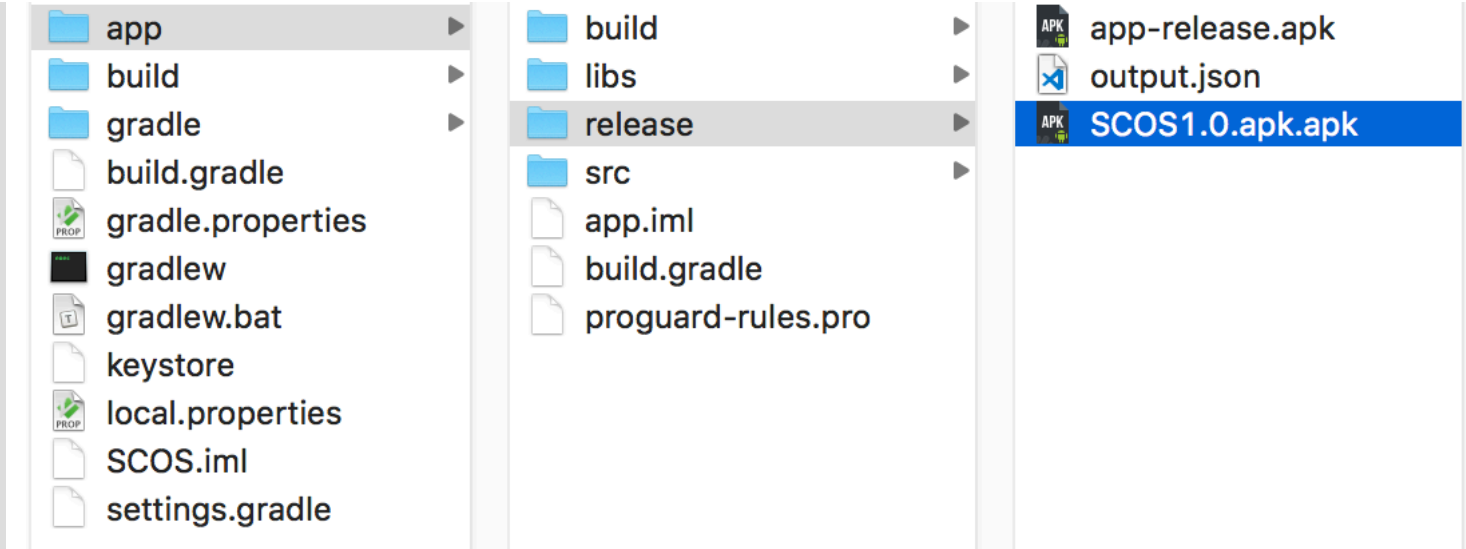 app
build
gradle
build.gradle
gradle.properties
gradlew
gradlew.bat
keystore
local.properties
SCOS.iml
settings.gradle
build
libs
release
src
app.iml
build.gradle
proguard-rules.pro
app-release.apk
output.json
SCOS1.0.apk.apk